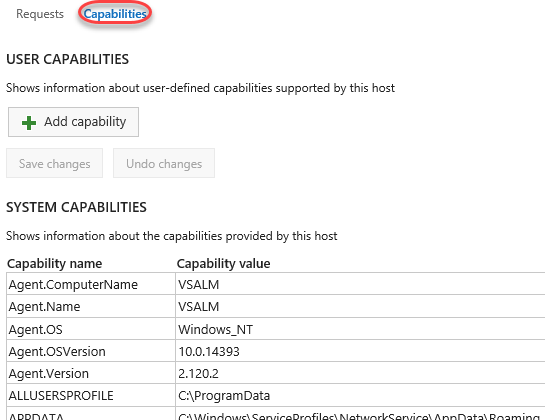 Requests Capabilities
USER CAPABILITIES
Shows information about user-defined capabilities supported by this host
Add capability
Save changes Undo changes
SYSTEM CAPABILITIES
Shows information about the capabilities provided by this host
Capability name Capability value
Agent.ComputerName VSALM
Agent.Name VSALM
Agent.OS Windows_NT
Agent.OSVersion 10.0.14393
Agent.Version 2.120.2
ALLUSERSPROFILE C:\ProgramData
APPDATA C:\Windows\ServiceProfiles\NetworkService\AppData\Roaming